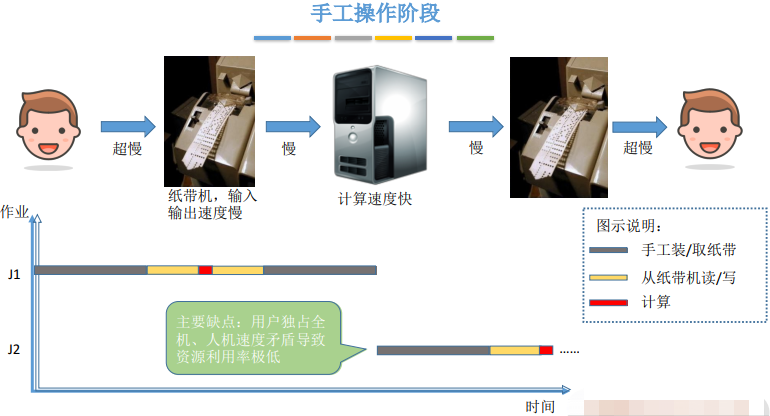 手工操作阶段
超慢
慢
慢
超慢
纸带机，输入
输出速度慢
计算速度快
作业
图示说明：
手工装/取纸带
从纸带机读/写
计算
J1
主要缺点：用户独占全
机、人机速度矛盾导致
资源利用率极低
J2
……
时间